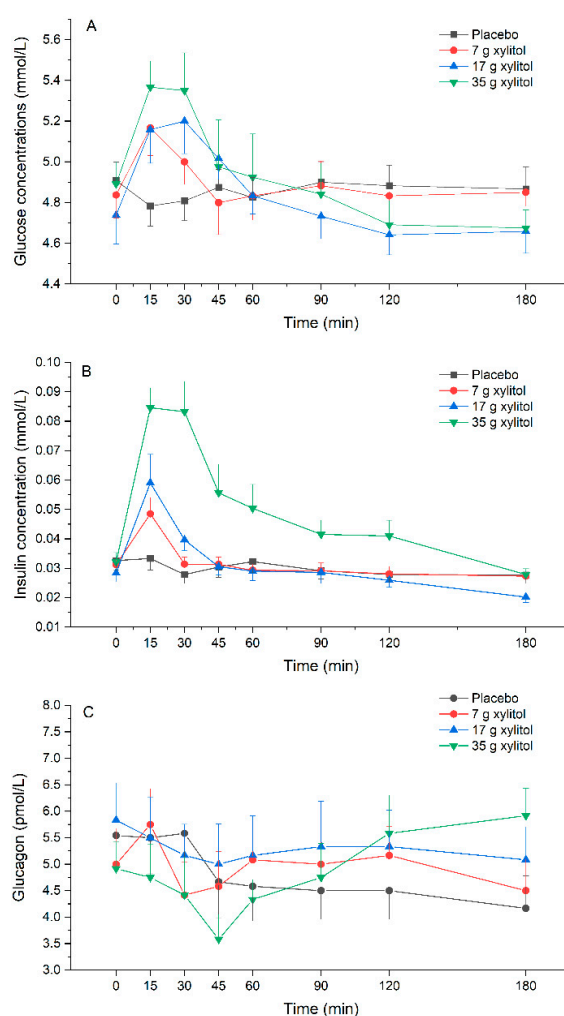 A
Placebo
7 g xylitol
17 g xylitol
35 g xylitol
Glucose concentrations (mmol/L)
5.6
5.4
5.2
5.0
4.8
4.6
4.4
0 15 30 45 60 90 120 180
Time (min)
B
Placebo
7 g xylitol
17 g xylitol
35 g xylitol
Insulin concentration (mmol/L)
0.10
0.09
0.08
0.07
0.06
0.05
0.04
0.03
0.02
0.01
0 15 30 45 60 90 120 180
Time (min)
C
Placebo
7 g xylitol
17 g xylitol
35 g xylitol
Glucagon (pmol/L)
8.0
7.5
7.0
6.5
6.0
5.5
5.0
4.5
4.0
3.5
3.0
0 15 30 45 60 90 120 180
Time (min)